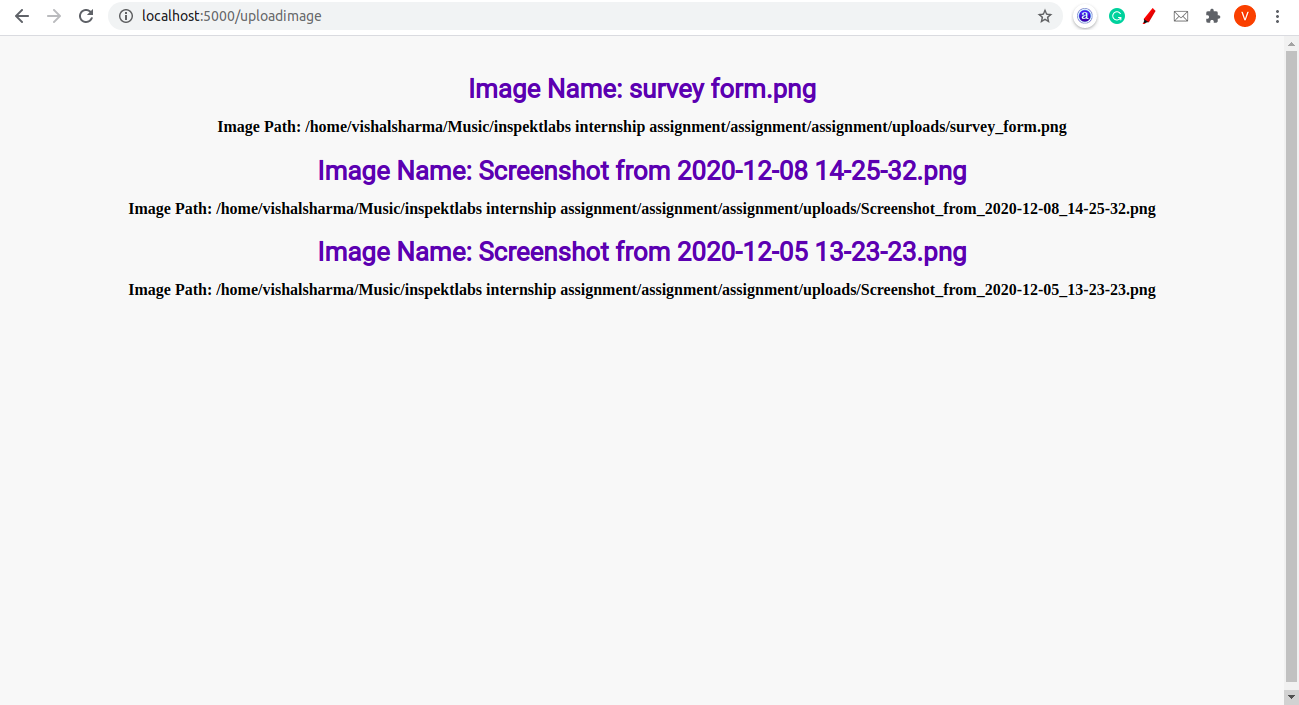 localhost:5000/uploadimage
a
G
V
Image Name: survey form.png
Image Path: /home/vishalsharma/Music/inspektlabs internship assignment/assignment/assignment/uploads/survey_form.png
Image Name: Screenshot from 2020-12-08 14-25-32.png
Image Path: /home/vishalsharma/Music/inspektlabs internship assignment/assignment/assignment/uploads/Screenshot_from_2020-12-08_14-25-32.png
Image Name: Screenshot from 2020-12-05 13-23-23.png
Image Path: /home/vishalsharma/Music/inspektlabs internship assignment/assignment/assignment/uploads/Screenshot_from_2020-12-05_13-23-23.png